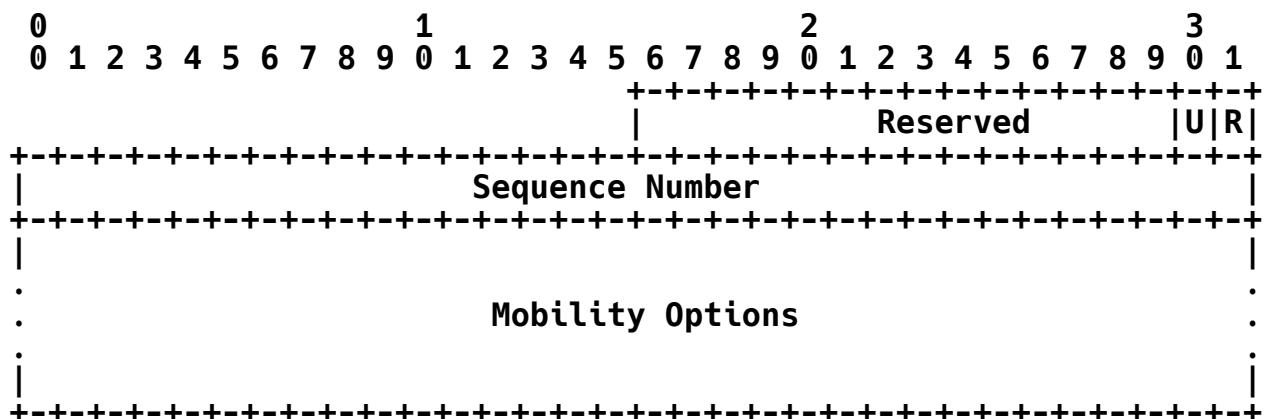 0                   1                   2                   3
0 1 2 3 4 5 6 7 8 9 0 1 2 3 4 5 6 7 8 9 0 1 2 3 4 5 6 7 8 9 0 1
                               +-+-+-+-+-+-+-+-+-+-+-+-+-+-+-+-+
                                |            Reserved       |U|R|
+-+-+-+-+-+-+-+-+-+-+-+-+-+-+-+-+-+-+-+-+-+-+-+-+-+-+-+-+-+-+-+-+
|                       Sequence Number                         |
+-+-+-+-+-+-+-+-+-+-+-+-+-+-+-+-+-+-+-+-+-+-+-+-+-+-+-+-+-+-+-+-+
|                                                               |
.                                                               .
.                        Mobility Options                       .
.                                                               .
|                                                               |
+-+-+-+-+-+-+-+-+-+-+-+-+-+-+-+-+-+-+-+-+-+-+-+-+-+-+-+-+-+-+-+-+